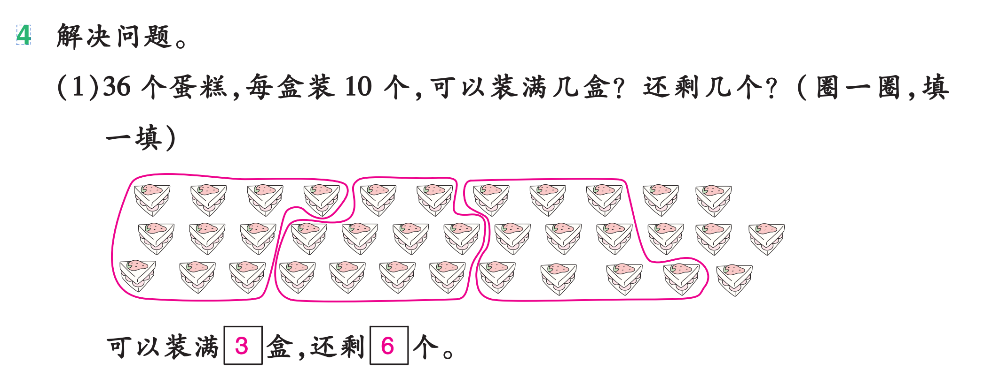 4 解决问题。
(1)36 个蛋糕,每盒装 10 个,可以装满几盒? 还剩几个? (圈一圈,填
一填)
可以装满 3 盒,还剩 6 个。